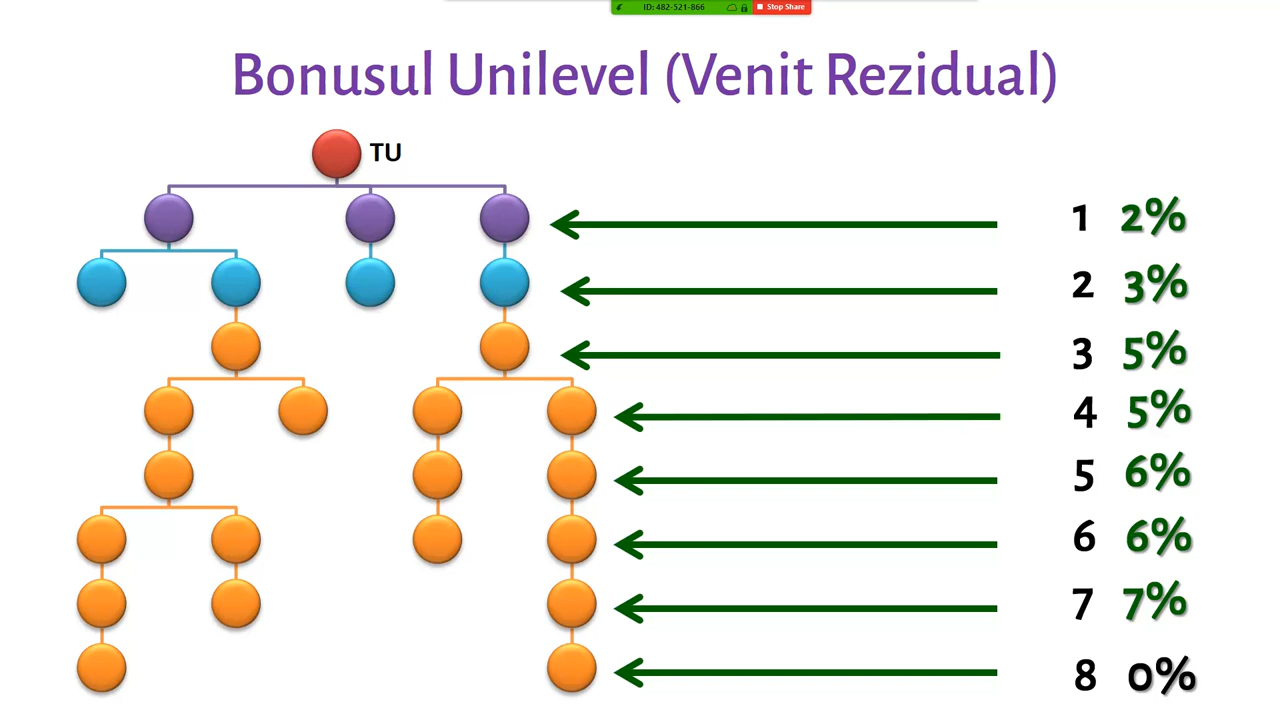 ID: 482-521-866 Stop Share
Bonusul Unilevel (Venit Rezidual)
TU
1 2%
2 3%
3 5%
4 5%
5 6%
6 6%
7 7%
8 0%